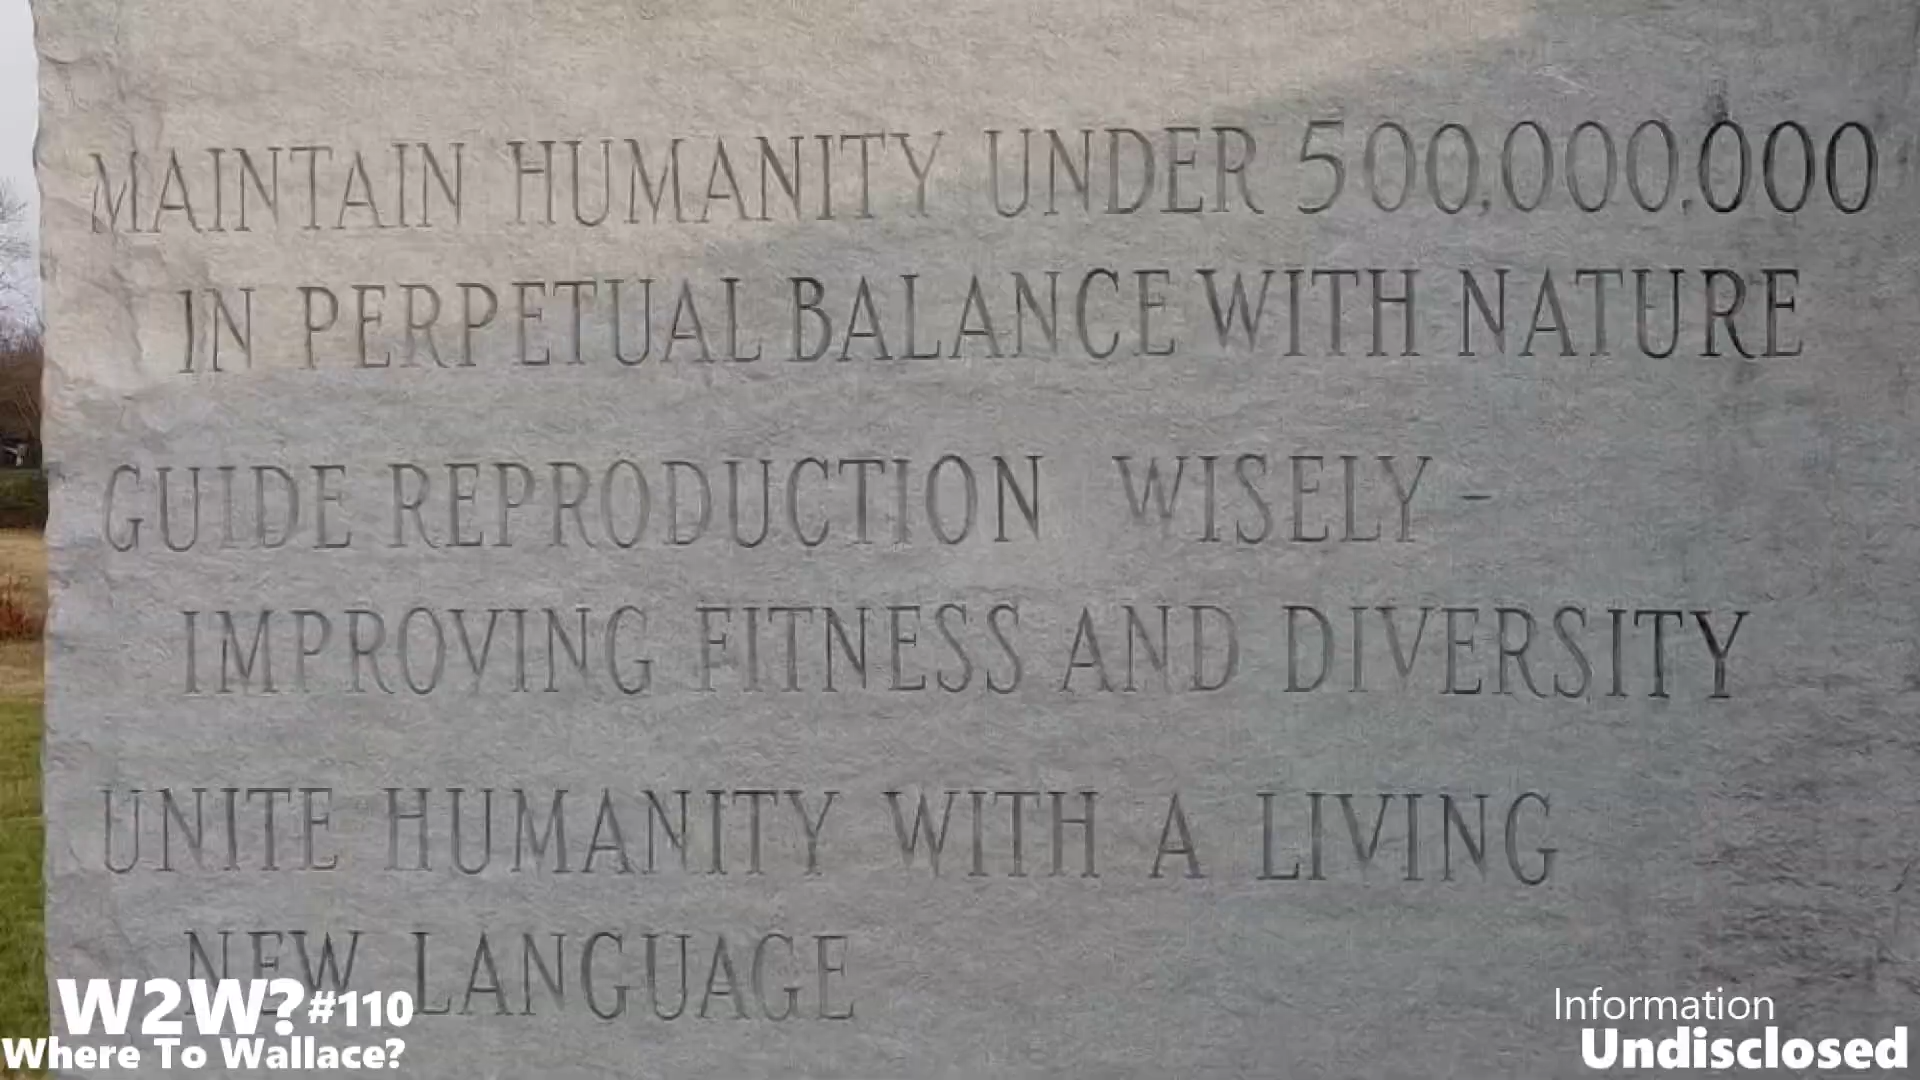 MAINTAIN HUMANITY UNDER 500,000,000
IN PERPETUAL BALANCE WITH NATURE
GUIDE REPRODUCTION WISELY -
IMPROVING FITNESS AND DIVERSITY
UNITE HUMANITY WITH A LIVING
NEW LANGUAGE
W2W?#110
Where To Wallace?
Information
Undisclosed